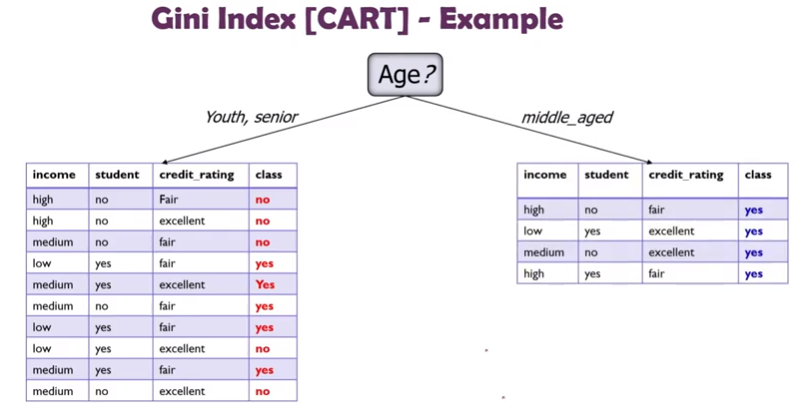 Gini Index [CART] - Example
Age?
Youth, senior
middle_aged
income student credit_rating class
high no Fair no
high no excellent no
medium no fair no
low yes fair yes
medium yes excellent Yes
medium no fair yes
low yes fair yes
low yes excellent no
medium yes fair yes
medium no excellent no
income student credit_rating class
high no fair yes
low yes excellent yes
medium no excellent yes
high yes fair yes